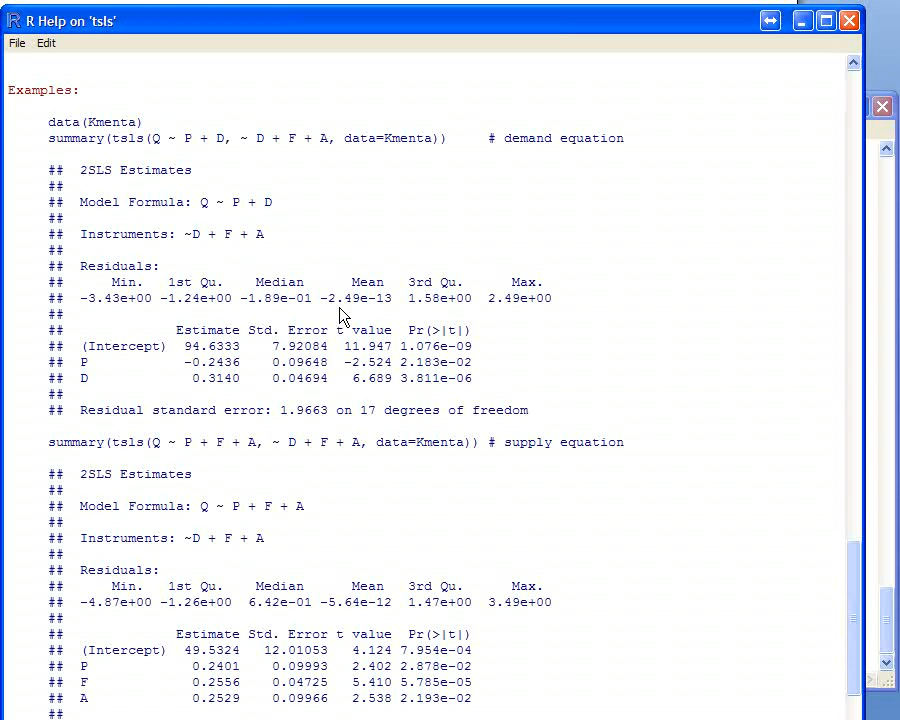 R Help on 'tsls'
File Edit
Examples:
data(Kmenta)
summary(tsls(Q ~ P + D, ~ D + F + A, data=Kmenta))     # demand equation
##  2SLS Estimates
##
##  Model Formula: Q ~ P + D
##
##  Instruments: ~D + F + A
##
##  Residuals:
##      Min.   1st Qu.    Median      Mean   3rd Qu.      Max.
## -3.43e+00 -1.24e+00 -1.89e-01 -2.49e-13  1.58e+00  2.49e+00
##
##              Estimate Std. Error t value  Pr(>|t|)
##  (Intercept)  94.6333    7.92084  11.947 1.076e-09
##  P            -0.2436    0.09648  -2.524 2.183e-02
##  D             0.3140    0.04694   6.689 3.811e-06
##
##  Residual standard error: 1.9663 on 17 degrees of freedom
summary(tsls(Q ~ P + F + A, ~ D + F + A, data=Kmenta)) # supply equation
##  2SLS Estimates
##
##  Model Formula: Q ~ P + F + A
##
##  Instruments: ~D + F + A
##
##  Residuals:
##      Min.   1st Qu.    Median      Mean   3rd Qu.      Max.
## -4.87e+00 -1.26e+00  6.42e-01 -5.64e-12  1.47e+00  3.49e+00
##
##              Estimate Std. Error t value  Pr(>|t|)
##  (Intercept)  49.5324   12.01053   4.124 7.954e-04
##  P             0.2401    0.09993   2.402 2.878e-02
##  F             0.2556    0.04725   5.410 5.785e-05
##  A             0.2529    0.09966   2.538 2.193e-02
##